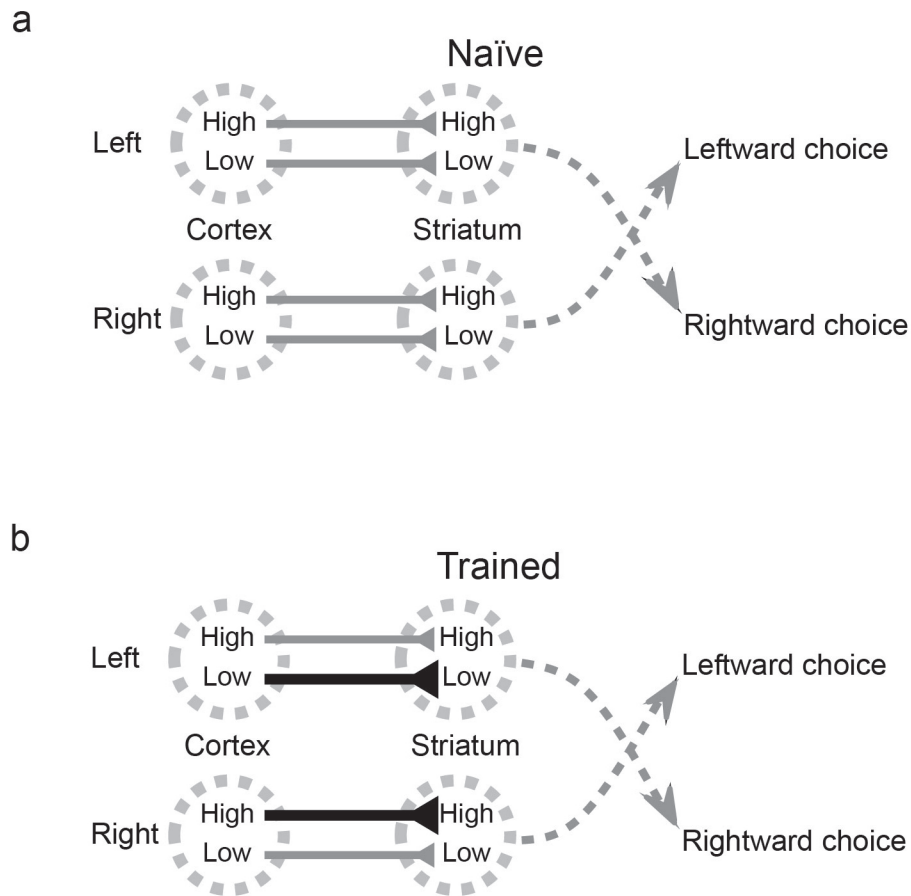 a
Naïve
Left
High
Low
High
Low
Leftward choice
Cortex
Striatum
Right
High
Low
High
Low
Rightward choice
b
Trained
Left
High
Low
High
Low
Leftward choice
Cortex
Striatum
Right
High
Low
High
Low
Rightward choice